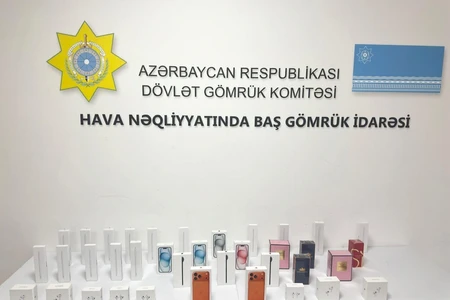 AZƏRBAYCAN RESPUBLİKASI
DÖVLƏT GÖMRÜK KOMİTƏSİ
HAVA NƏQLİYYATINDA BAŞ GÖMRÜK İDARƏSİ